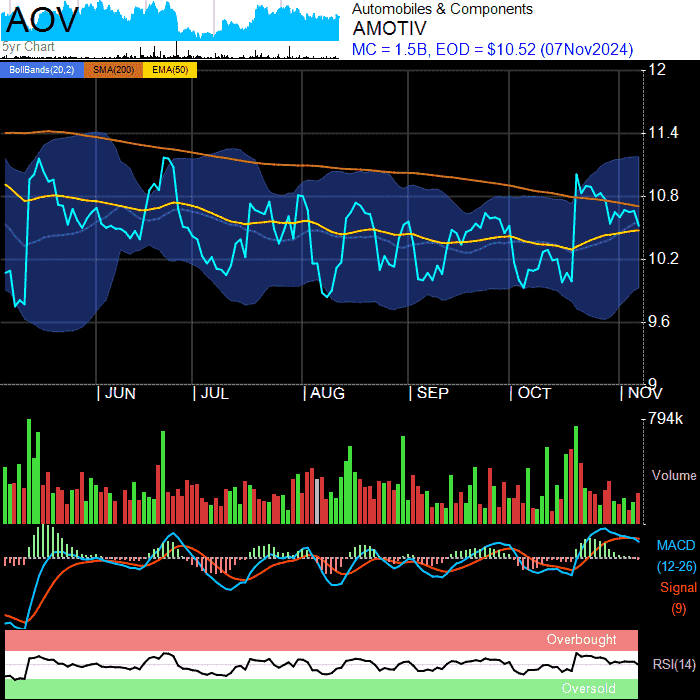 AOV
Automobiles & Components
AMOTIV
MC = 1.5B, EOD = $10.52 (07Nov2024)
5yr Chart
BollBands(20,2) SMA(200) EMA(50)
12
11.4
10.8
10.2
9.6
9
JUN JUL AUG SEP OCT NOV
794k
Volume
MACD
(12-26)
Signal
(9)
Overbought
RSI(14)
Oversold